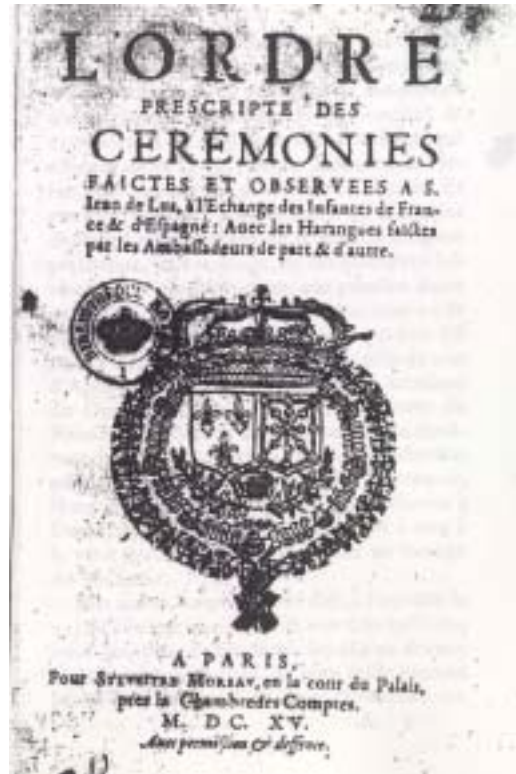 LORDRE
PRESCRIPTE DES
CEREMONIES
FAICTES ET OBSERVEES A S.
Iean de Lus, à l'Echange des Infantes de Fran-
ce & d'Espagne : Auec les Harangues faictes
par les Ambassadeurs de part & d'autre.
A PARIS,
Pour SYLVESTRE MOREAV, en la cour du Palais,
pres la Chambre des Comptes.
M. DC. XV.
Auec permission & deffence.